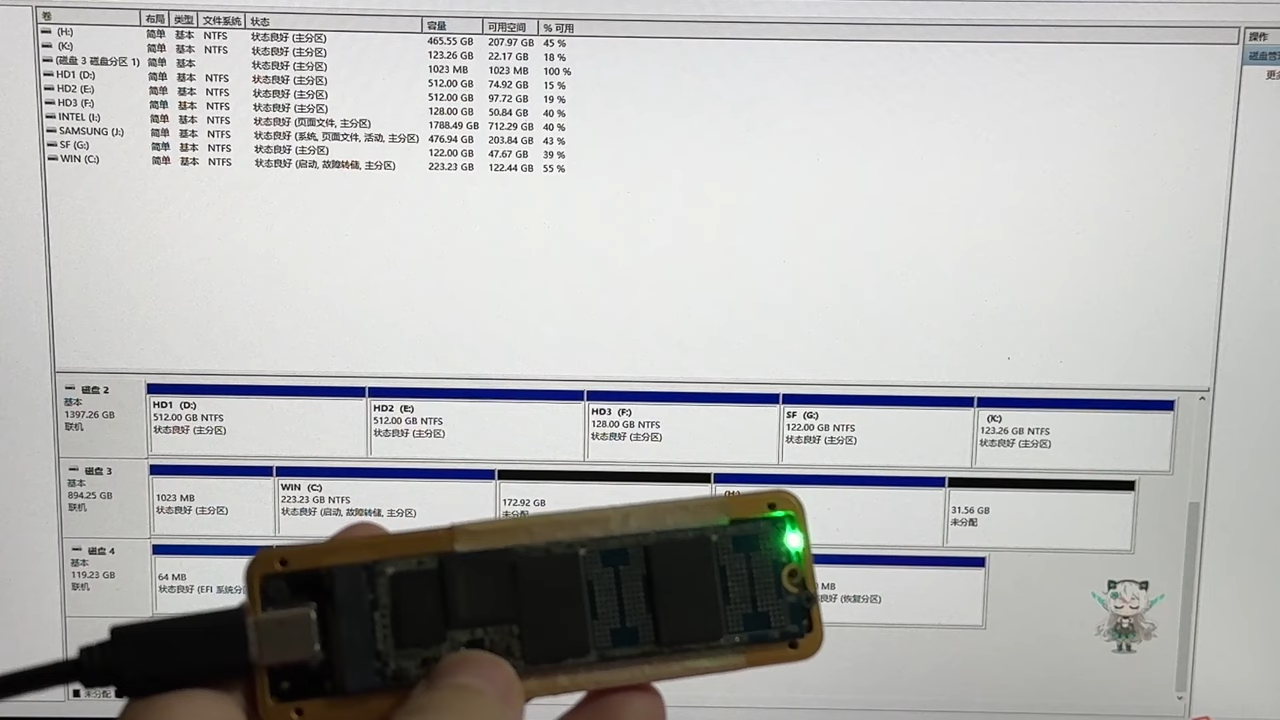 卷 布局 类型 文件系统 状态 容量 可用空间 % 可用 操作
(H:) 简单 基本 NTFS 状态良好 (主分区) 465.55 GB 207.97 GB 45 %
(K:) 简单 基本 NTFS 状态良好 (主分区) 123.26 GB 22.17 GB 18 %
(磁盘 3 磁盘分区 1) 简单 基本 状态良好 (主分区) 1023 MB 1023 MB 100 %
HD1 (D:) 简单 基本 NTFS 状态良好 (主分区) 512.00 GB 74.92 GB 15 %
HD2 (E:) 简单 基本 NTFS 状态良好 (主分区) 512.00 GB 97.72 GB 19 %
HD3 (F:) 简单 基本 NTFS 状态良好 (主分区) 128.00 GB 50.84 GB 40 %
INTEL (I:) 简单 基本 NTFS 状态良好 (页面文件, 主分区) 1788.49 GB 712.29 GB 40 %
SAMSUNG (J:) 简单 基本 NTFS 状态良好 (系统, 页面文件, 活动, 主分区) 476.94 GB 203.84 GB 43 %
SF (G:) 简单 基本 NTFS 状态良好 (主分区) 122.00 GB 47.67 GB 39 %
WIN (C:) 简单 基本 NTFS 状态良好 (启动, 故障转储, 主分区) 223.23 GB 122.44 GB 55 %
磁盘 2
基本
1397.26 GB
联机
HD1 (D:)
512.00 GB NTFS
状态良好 (主分区)
HD2 (E:)
512.00 GB NTFS
状态良好 (主分区)
HD3 (F:)
128.00 GB NTFS
状态良好 (主分区)
SF (G:)
122.00 GB NTFS
状态良好 (主分区)
(K:)
123.26 GB NTFS
状态良好 (主分区)
磁盘 3
基本
894.25 GB
联机
1023 MB
状态良好 (主分区)
WIN (C:)
223.23 GB NTFS
状态良好 (启动, 故障转储, 主分区)
172.92 GB
未分配
(H:)
31.56 GB
未分配
磁盘 4
基本
119.23 GB
联机
64 MB
状态良好 (EFI 系统分
MB
良好 (恢复分区)
未分配